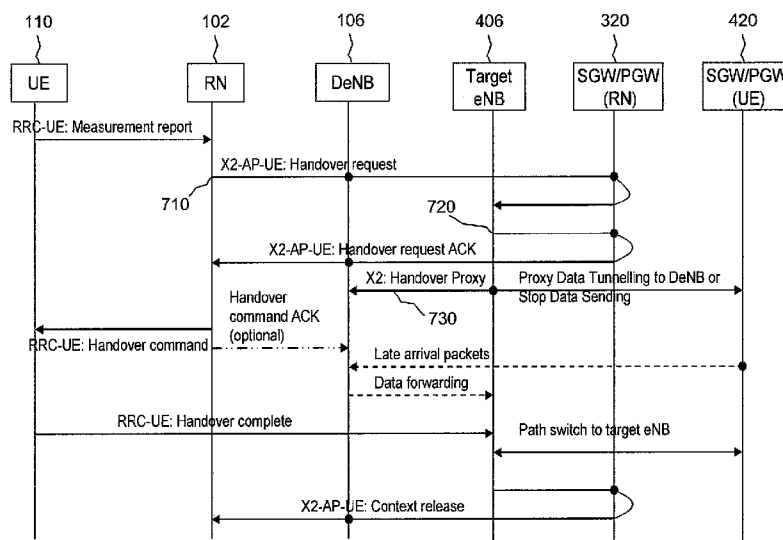 110
102
106
406
320
420
UE
RN
DeNB
Target
eNB
SGW/PGW
(RN)
SGW/PGW
(UE)
RRC-UE: Measurement report
X2-AP-UE: Handover request
710
720
X2-AP-UE: Handover request ACK
X2: Handover Proxy
Proxy Data Tunnelling to DeNB or
Stop Data Sending
730
Handover
command ACK
(optional)
RRC-UE: Handover command
Late arrival packets
Data forwarding
RRC-UE: Handover complete
Path switch to target eNB
X2-AP-UE: Context release